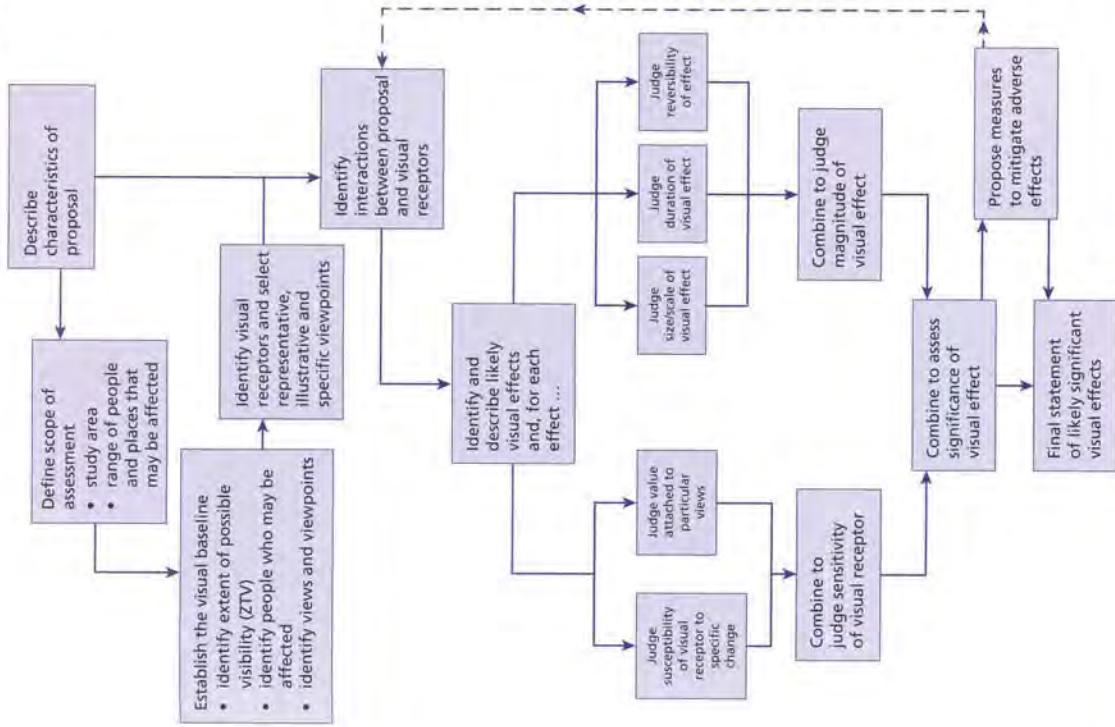 Describe
characteristics of
proposal
Define scope of
assessment
• study area
• range of people
and places that
may be affected
Establish the visual baseline
• identify extent of possible
visibility (ZTV)
• identify people who may be
affected
• identify views and viewpoints
Identify visual
receptors and select
representative,
illustrative and
specific viewpoints
Identify
interactions
between proposal
and visual
receptors
Identify and
describe likely
visual effects
and, for each
effect ...
Judge
susceptibility
of visual
receptor to
specific
change
Judge value
attached to
particular
views
Judge
size/scale of
visual effect
Judge
duration of
visual effect
Judge
reversibility
of effect
Combine to
judge sensitivity
of visual receptor
Combine to judge
magnitude of
visual effect
Combine to assess
significance of
visual effect
Propose measures
to mitigate adverse
effects
Final statement
of likely significant
visual effects